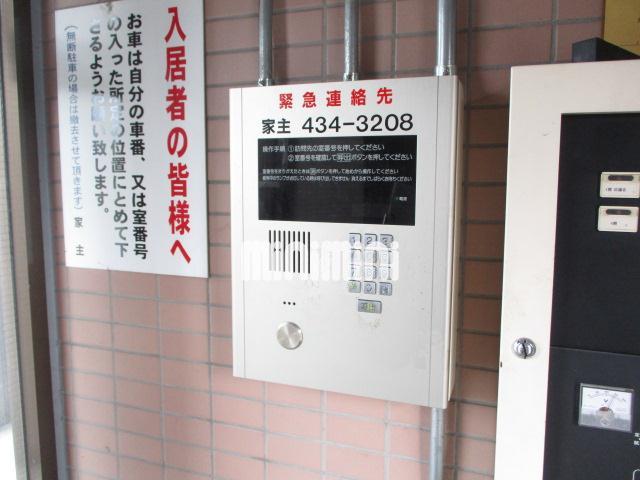 入居者の皆様へ
お車は自分の車番、又は室番号
の入った所定の位置にとめて下
さるようお願い致します。
(無断駐車の場合は撤去させて頂きます) 家 主
緊急連絡先
家主 434-3208
操作手順 ①訪問先の室番号を押してください
②室番号を確認して呼出ボタンを押してください
minimini